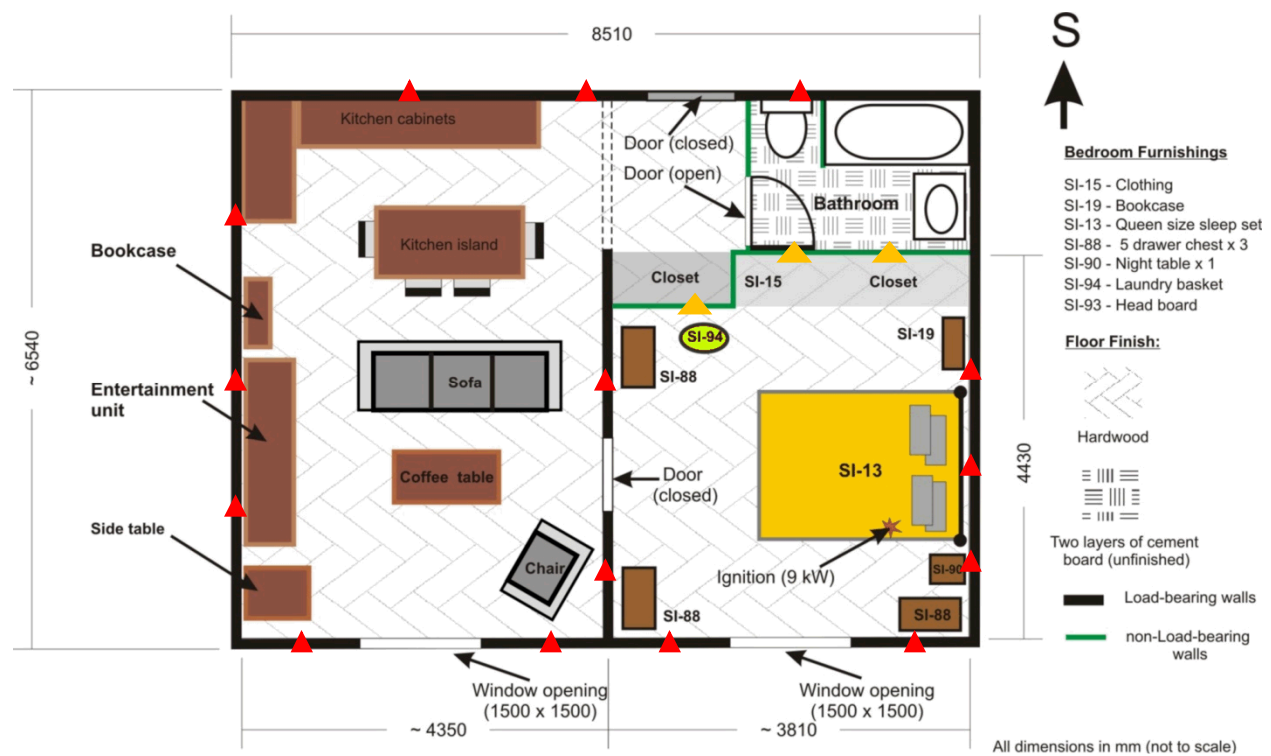 8510
S
Kitchen cabinets
Door (closed)
Door (open)
Bathroom
Bedroom Furnishings
SI-15 - Clothing
SI-19 - Bookcase
SI-13 - Queen size sleep set
SI-88 - 5 drawer chest x 3
SI-90 - Night table x 1
SI-94 - Laundry basket
SI-93 - Head board
Kitchen island
Bookcase
Closet
SI-15
Closet
~ 6540
SI-94
SI-19
Floor Finish:
SI-88
Sofa
Entertainment
unit
Hardwood
4430
Coffee table
Door
(closed)
SI-13
Side table
Two layers of cement
board (unfinished)
Chair
Ignition (9 kW)
SI-90
Load-bearing walls
SI-88
SI-88
non-Load-bearing
walls
Window opening
(1500 x 1500)
Window opening
(1500 x 1500)
~ 4350
~ 3810
All dimensions in mm (not to scale)